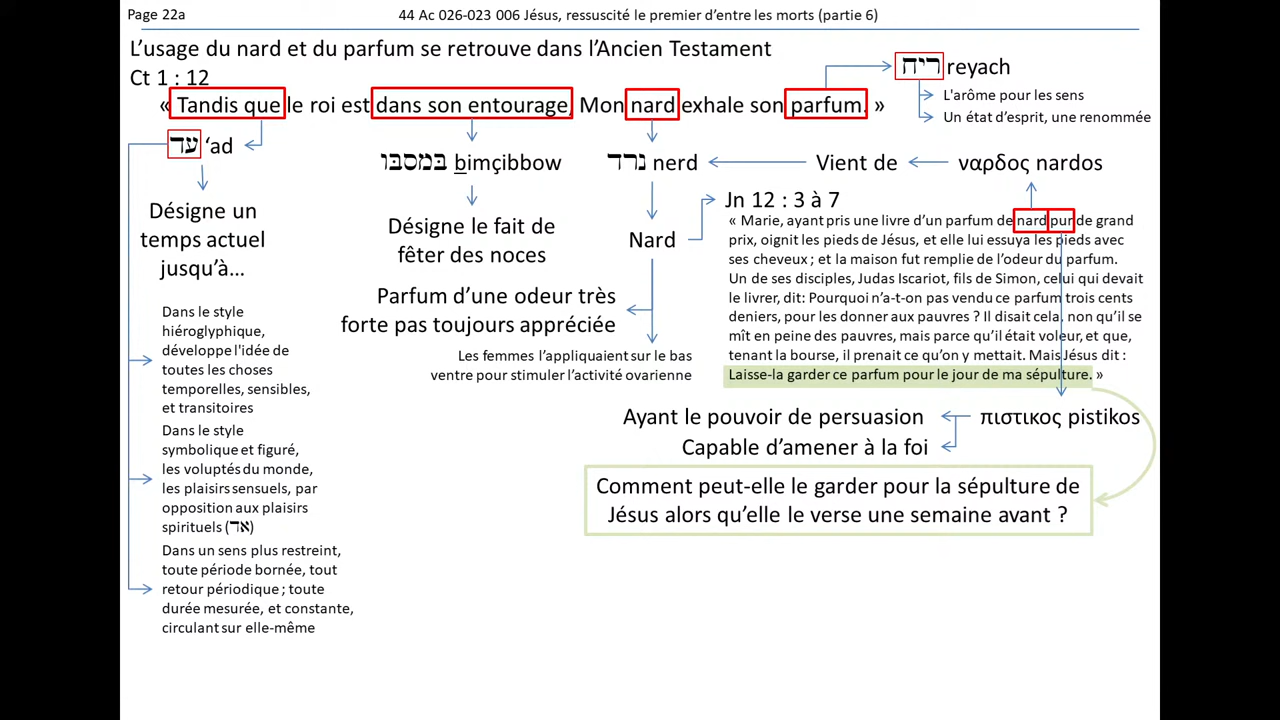 Page 22a
44 Ac 026-023 006 Jésus, ressuscité le premier d’entre les morts (partie 6)
L’usage du nard et du parfum se retrouve dans l’Ancien Testament
Ct 1 : 12
« Tandis que le roi est dans son entourage, Mon nard exhale son parfum. »
ריח reyach
L'arôme pour les sens
Un état d’esprit, une renommée
עד ‘ad
במסבו bimçibbow
נרד nerd
Vient de
ναρδος nardos
Désigne un
temps actuel
jusqu’à…
Désigne le fait de
fêter des noces
Nard
Parfum d’une odeur très
forte pas toujours appréciée
Les femmes l’appliquaient sur le bas
ventre pour stimuler l’activité ovarienne
Jn 12 : 3 à 7
« Marie, ayant pris une livre d’un parfum de nard pur de grand
prix, oignit les pieds de Jésus, et elle lui essuya les pieds avec
ses cheveux ; et la maison fut remplie de l’odeur du parfum.
Un de ses disciples, Judas Iscariot, fils de Simon, celui qui devait
le livrer, dit: Pourquoi n’a-t-on pas vendu ce parfum trois cents
deniers, pour les donner aux pauvres ? Il disait cela, non qu’il se
mît en peine des pauvres, mais parce qu’il était voleur, et que,
tenant la bourse, il prenait ce qu’on y mettait. Mais Jésus dit :
Laisse-la garder ce parfum pour le jour de ma sépulture. »
Dans le style
hiéroglyphique,
développe l'idée de
toutes les choses
temporelles, sensibles,
et transitoires
Dans le style
symbolique et figuré,
les voluptés du monde,
les plaisirs sensuels, par
opposition aux plaisirs
spirituels (אד)
Dans un sens plus restreint,
toute période bornée, tout
retour périodique ; toute
durée mesurée, et constante,
circulant sur elle-même
Ayant le pouvoir de persuasion
πιστικος pistikos
Capable d’amener à la foi
Comment peut-elle le garder pour la sépulture de
Jésus alors qu’elle le verse une semaine avant ?